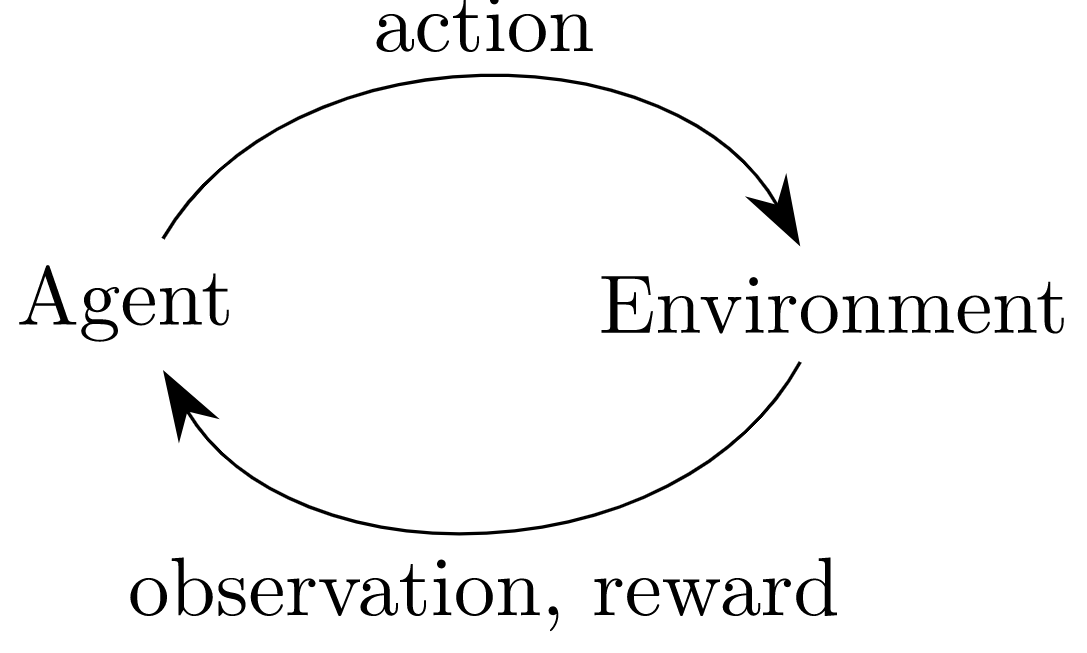 action
Agent
Environment
observation, reward